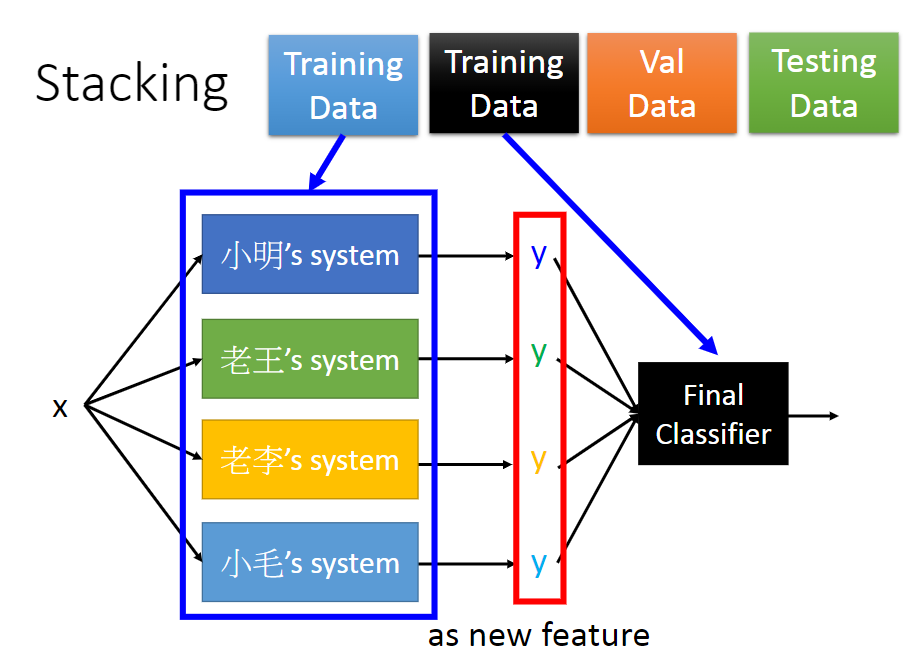 Stacking
Training
Data
Training
Data
Val
Data
Testing
Data
小明’s system
y
老王’s system
y
x
Final
Classifier
老李’s system
y
小毛’s system
y
as new feature